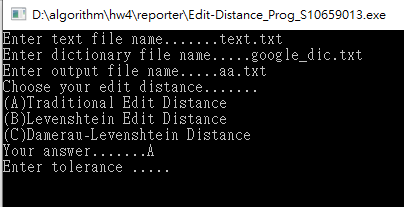 D:\algorithm\hw4\reporter\Edit-Distance_Prog_S10659013.exe
Enter text file name.......text.txt
Enter dictionary file name.....google_dic.txt
Enter output file name.....aa.txt
Choose your edit distance.......
(A)Traditional Edit Distance
(B)Levenshtein Edit Distance
(C)Damerau-Levenshtein Distance
Your answer.......A
Enter tolerance .....